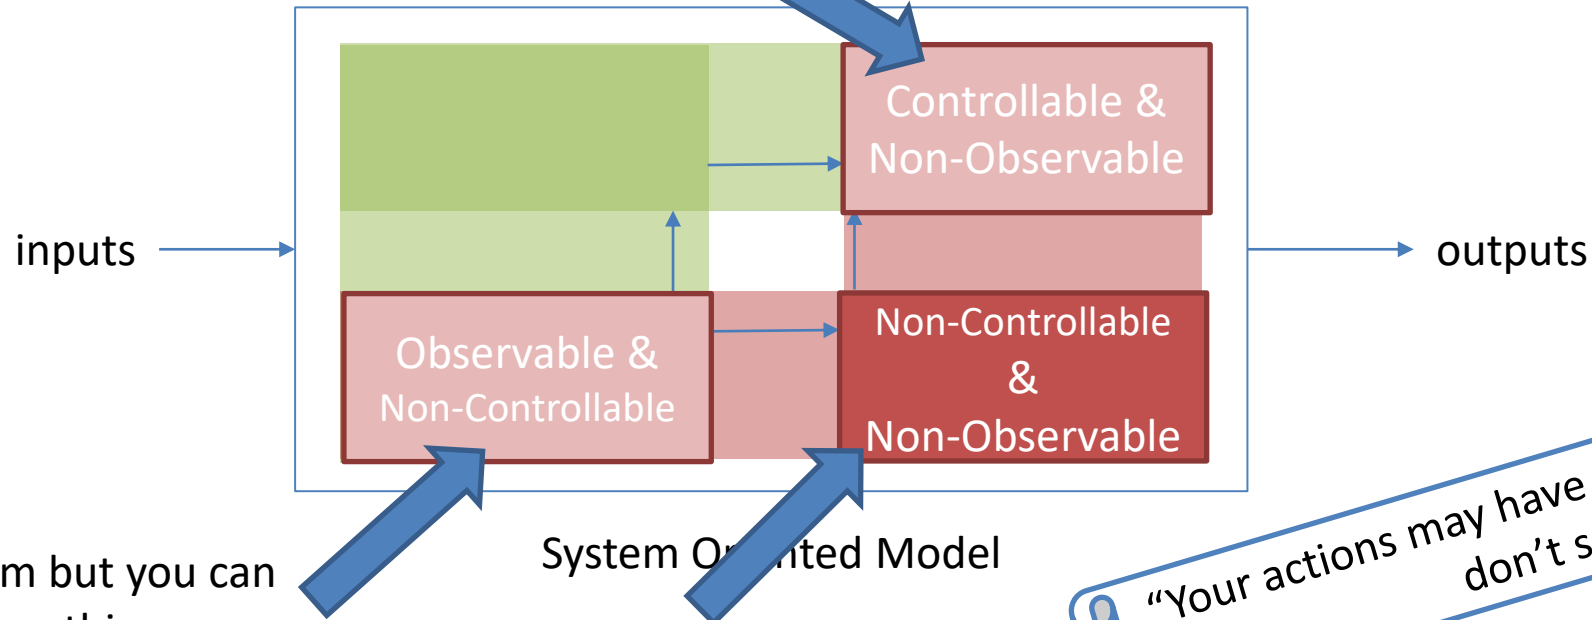 Controllable &
Non-Observable
inputs
outputs
Observable &
Non-Controllable
Non-Controllable
&
Non-Observable
System Model
but you can
"Your actions may have
don't